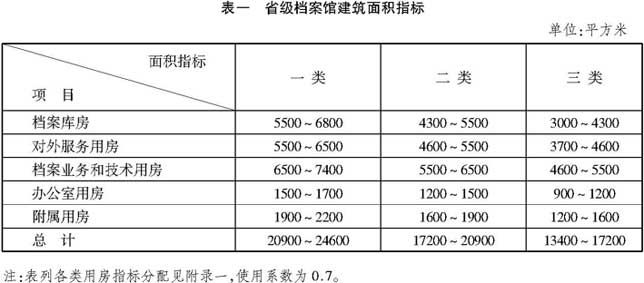 表一 省级档案馆建筑面积指标
单位:平方米
面积指标
项 目
一 类 二 类 三 类
档案库房 5500~6800 4300~5500 3000~4300
对外服务用房 5500~6500 4600~5500 3700~4600
档案业务和技术用房 6500~7400 5500~6500 4600~5500
办公室用房 1500~1700 1200~1500 900~1200
附属用房 1900~2200 1600~1900 1200~1600
总 计 20900~24600 17200~20900 13400~17200
注:表列各类用房指标分配见附录一,使用系数为0.7。